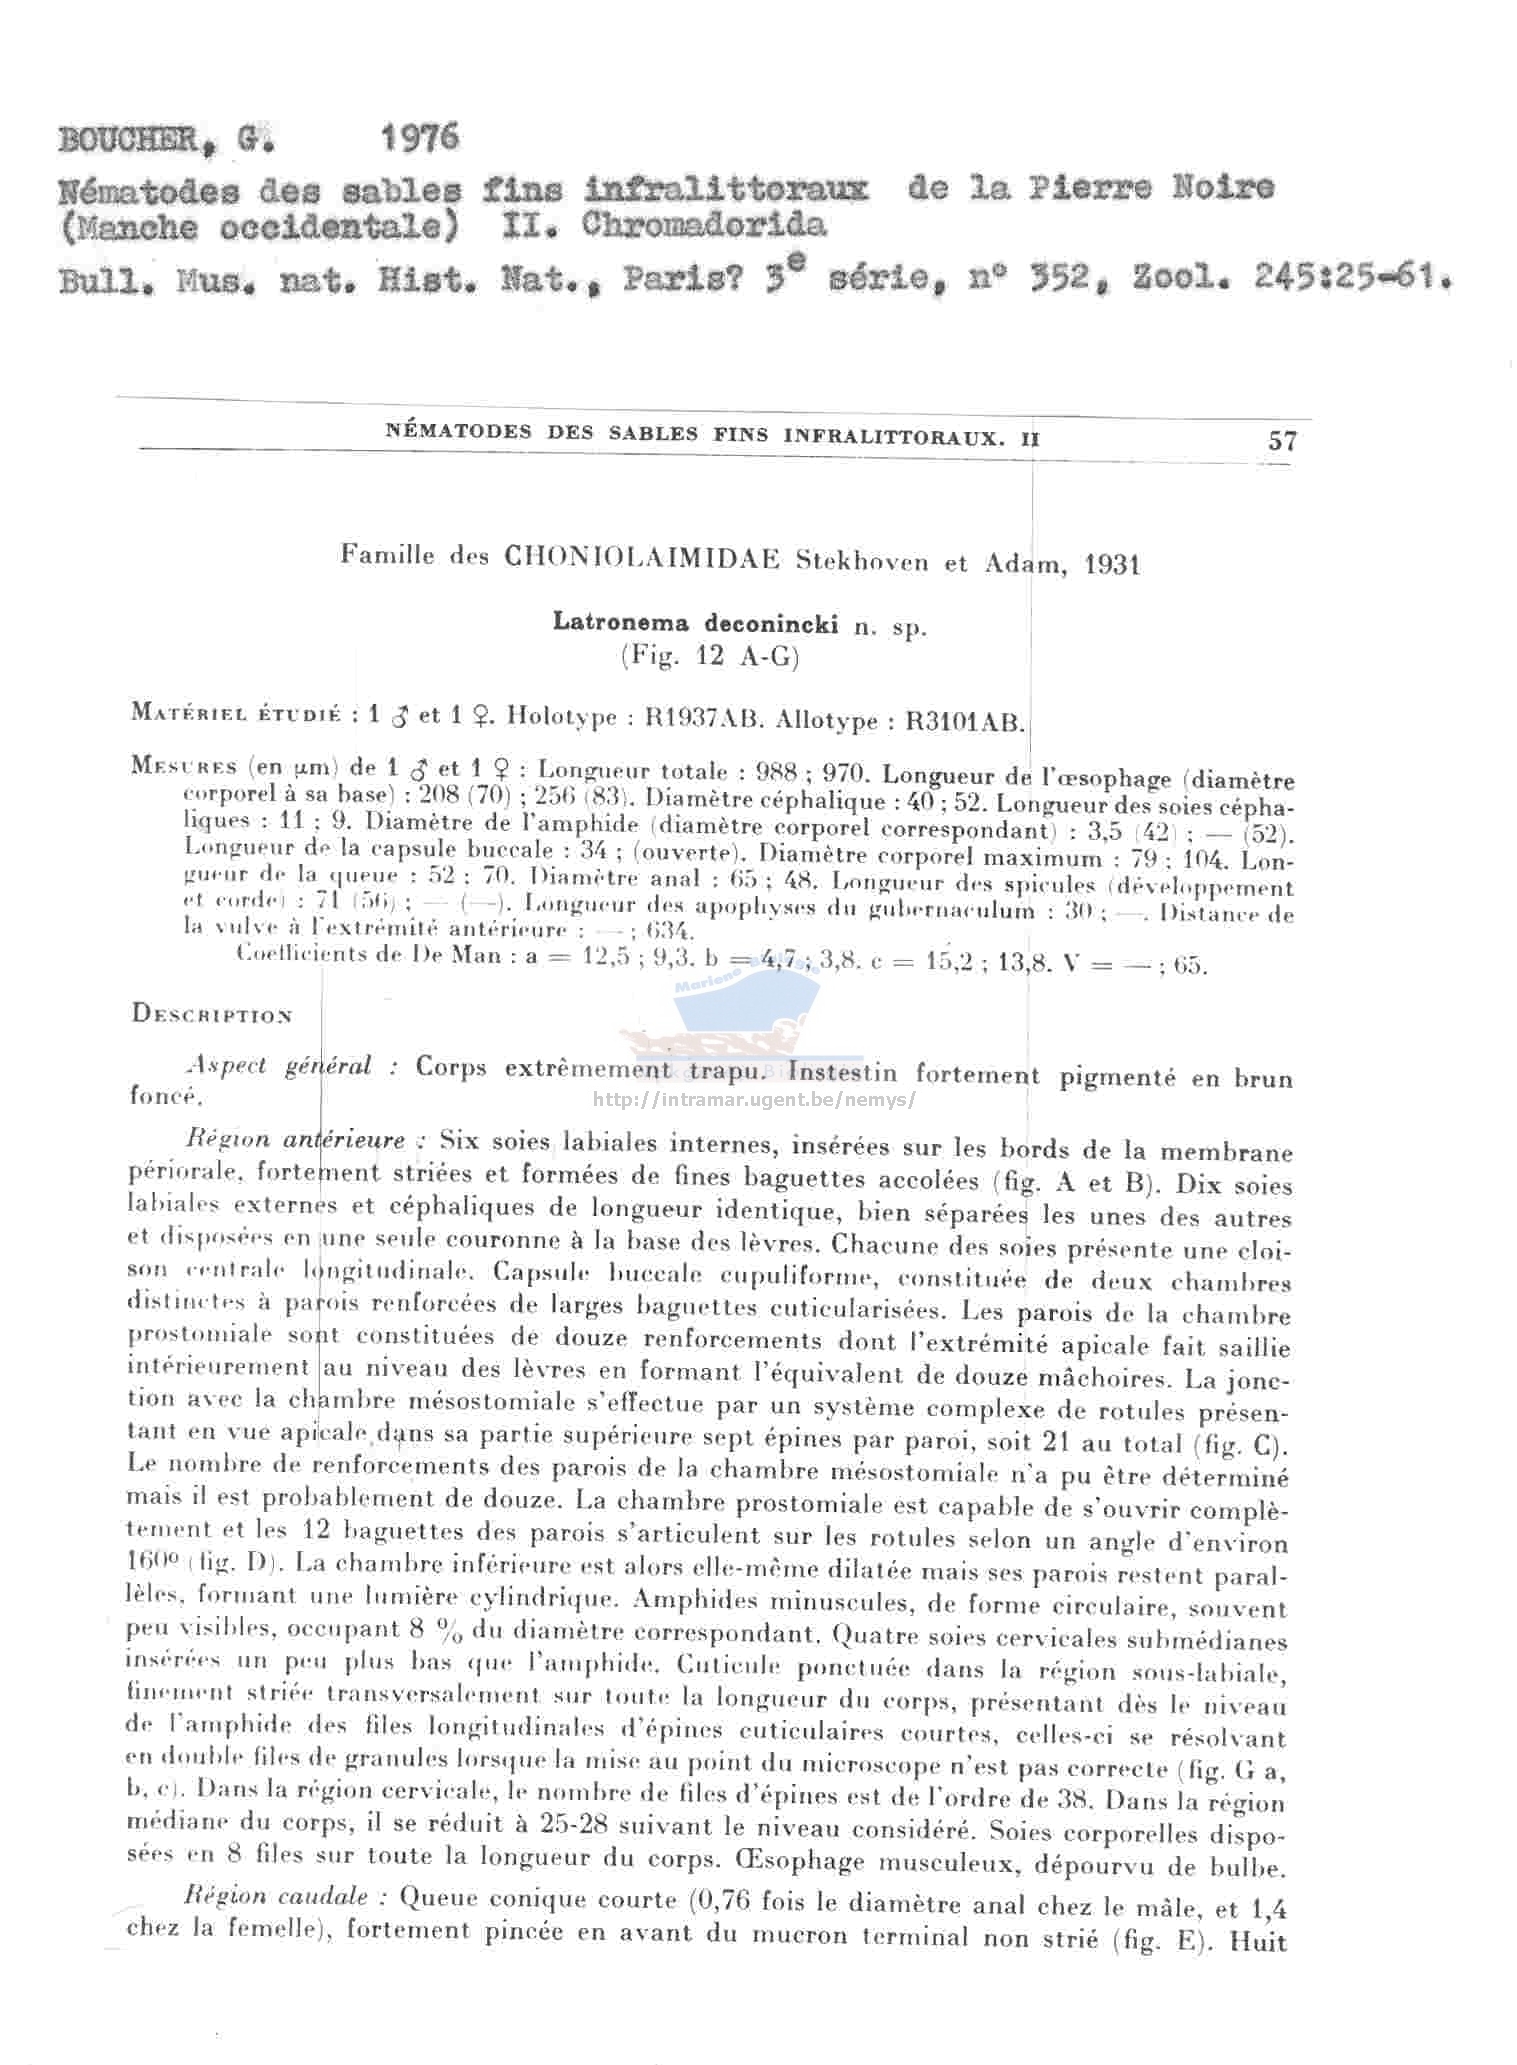 BOUCHER, G. 1976
Nématodes des sables fins infralittoraux de la Pierre Noire
(Manche occidentale) II. Chromadorida
Bull. Mus. nat. Hist. Nat., Paris? 3e série, n° 352, Zool. 245:25-61.
NÉMATODES DES SABLES FINS INFRALITTORAUX. II 57
Famille des CHONIOLAIMIDAE Stekhoven et Adam, 1931
Latronema deconincki n. sp.
(Fig. 12 A-G)
MATÉRIEL ÉTUDIÉ : 1 ♂ et 1 ♀. Holotype : R1937AB. Allotype : R3101AB.
MESURES (en µm) de 1 ♂ et 1 ♀ : Longueur totale : 988 ; 970. Longueur de l'œsophage (diamètre
corporel à sa base) : 208 (70) ; 256 (83). Diamètre céphalique : 40 ; 52. Longueur des soies cépha-
liques : 11 ; 9. Diamètre de l'amphide (diamètre corporel correspondant) : 3,5 (42) ; — (52).
Longueur de la capsule buccale : 34 ; (ouverte). Diamètre corporel maximum : 79 ; 104. Lon-
gueur de la queue : 52 ; 70. Diamètre anal : 65 ; 48. Longueur des spicules (développement
et corde) : 71 (56) ; — (—). Longueur des apophyses du gubernaculum : 30 ; —. Distance de
la vulve à l'extrémité antérieure : — ; 634.
Coefficients de De Man : a = 12,5 ; 9,3. b = 4,7 ; 3,8. c = 15,2 ; 13,8. V = — ; 65.
DESCRIPTION
Aspect général : Corps extrêmement trapu. Instestin fortement pigmenté en brun
foncé.
http://intramar.ugent.be/nemys/
Région antérieure : Six soies labiales internes, insérées sur les bords de la membrane
périorale, fortement striées et formées de fines baguettes accolées (fig. A et B). Dix soies
labiales externes et céphaliques de longueur identique, bien séparées les unes des autres
et disposées en une seule couronne à la base des lèvres. Chacune des soies présente une cloi-
son centrale longitudinale. Capsule buccale cupuliforme, constituée de deux chambres
distinctes à parois renforcées de larges baguettes cuticularisées. Les parois de la chambre
prostomiale sont constituées de douze renforcements dont l'extrémité apicale fait saillie
intérieurement au niveau des lèvres en formant l'équivalent de douze mâchoires. La jonc-
tion avec la chambre mésostomiale s'effectue par un système complexe de rotules présen-
tant en vue apicale dans sa partie supérieure sept épines par paroi, soit 21 au total (fig. C).
Le nombre de renforcements des parois de la chambre mésostomiale n'a pu être déterminé
mais il est probablement de douze. La chambre prostomiale est capable de s'ouvrir complè-
tement et les 12 baguettes des parois s'articulent sur les rotules selon un angle d'environ
160° (fig. D). La chambre inférieure est alors elle-même dilatée mais ses parois restent paral-
lèles, formant une lumière cylindrique. Amphides minuscules, de forme circulaire, souvent
peu visibles, occupant 8 % du diamètre correspondant. Quatre soies cervicales submédianes
insérées un peu plus bas que l'amphide. Cuticule ponctuée dans la région sous-labiale,
finement striée transversalement sur toute la longueur du corps, présentant dès le niveau
de l'amphide des files longitudinales d'épines cuticulaires courtes, celles-ci se résolvant
en double files de granules lorsque la mise au point du microscope n'est pas correcte (fig. G a,
b, c). Dans la région cervicale, le nombre de files d'épines est de l'ordre de 38. Dans la région
médiane du corps, il se réduit à 25-28 suivant le niveau considéré. Soies corporelles dispo-
sées en 8 files sur toute la longueur du corps. Œsophage musculeux, dépourvu de bulbe.
Région caudale : Queue conique courte (0,76 fois le diamètre anal chez le mâle, et 1,4
chez la femelle), fortement pincée en avant du mucron terminal non strié (fig. E). Huit